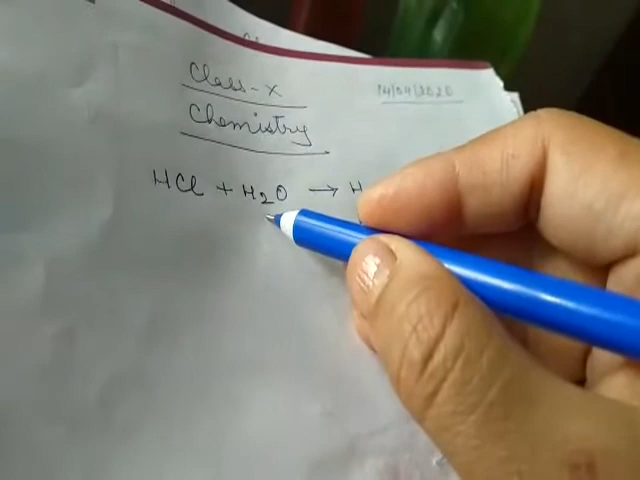 Class-X
14/04/2020
Chemistry
HCl + H2O → H